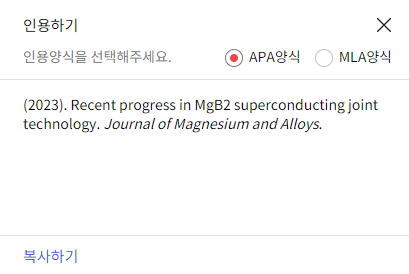 인용하기
인용양식을 선택해주세요. APA양식 MLA양식
(2023). Recent progress in MgB2 superconducting joint
technology. Journal of Magnesium and Alloys.
복사하기